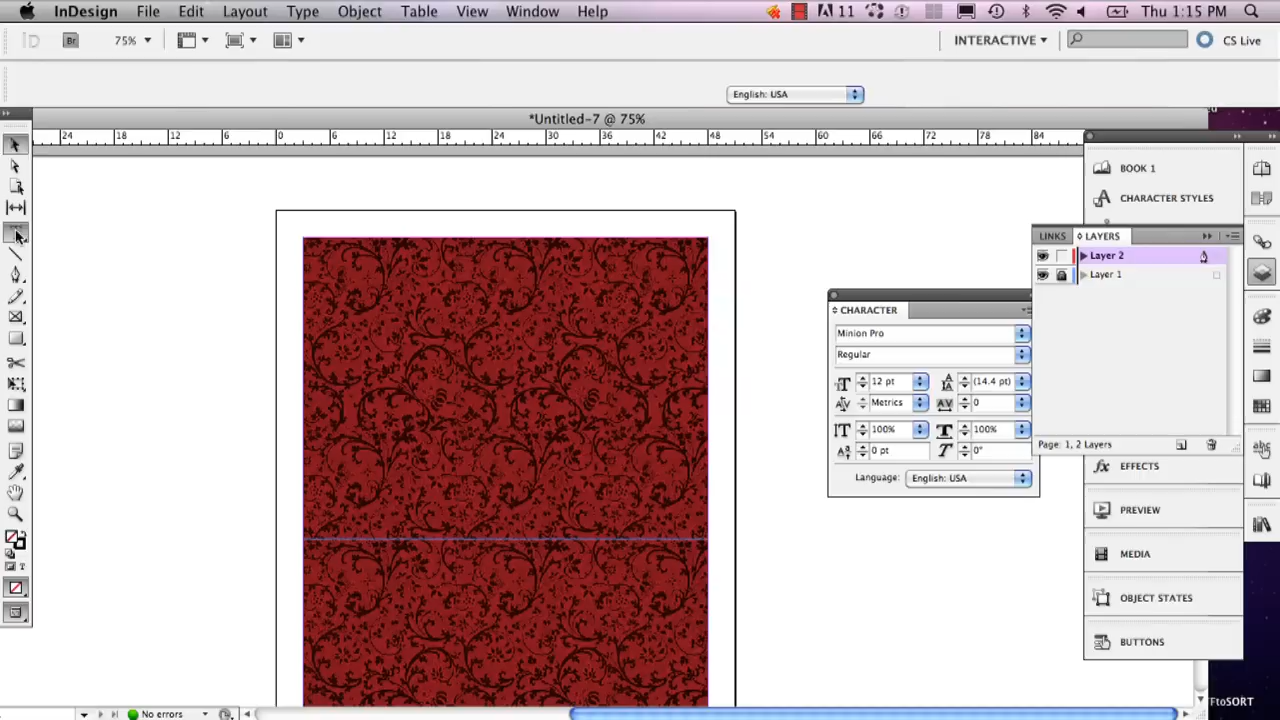 InDesign File Edit Layout Type Object Table View Window Help
11
Thu 1:15 PM
Br
75%
INTERACTIVE
CS Live
English: USA
*Untitled-7 @ 75%
24 18 12 6 0 6 12 18 24 30 36 42 48 54 60 66 72 78 84
BOOK 1
CHARACTER STYLES
LINKS LAYERS
Layer 2
Layer 1
CHARACTER
Minion Pro
Regular
12 pt (14.4 pt)
Metrics 0
100% 100%
0 pt 0°
Language: English: USA
Page: 1, 2 Layers
EFFECTS
PREVIEW
MEDIA
OBJECT STATES
BUTTONS
No errors